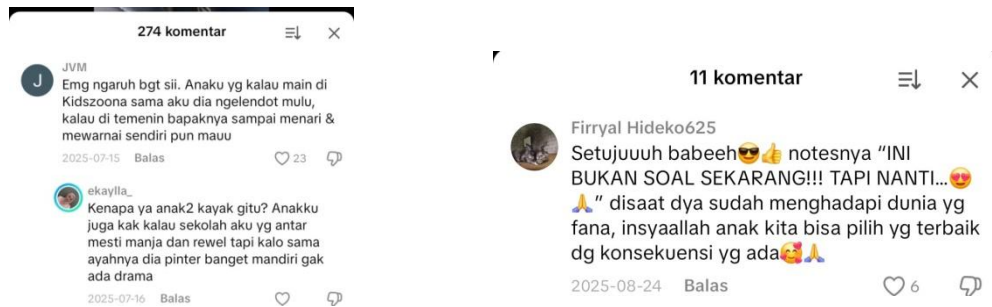 274 komentar
JVM
J
Emg ngaruh bgt sii. Anaku yg kalau main di
Kidszoona sama aku dia ngelendot mulu,
kalau di temenin bapaknya sampai menari &
mewarnai sendiri pun mauu
2025-07-15 Balas 23
ekaylla_
Kenapa ya anak2 kayak gitu? Anakku
juga kak kalau sekolah aku yg antar
mesti manja dan rewel tapi kalo sama
ayahnya dia pinter banget mandiri gak
ada drama
2025-07-16 Balas
11 komentar
Firryal Hideko625
Setujuuuh babeeh😎👍 notesnya “INI
BUKAN SOAL SEKARANG!!! TAPI NANTI...😍
🙏” disaat dya sudah menghadapi dunia yg
fana, insyaallah anak kita bisa pilih yg terbaik
dg konsekuensi yg ada🥰🙏
2025-08-24 Balas 6